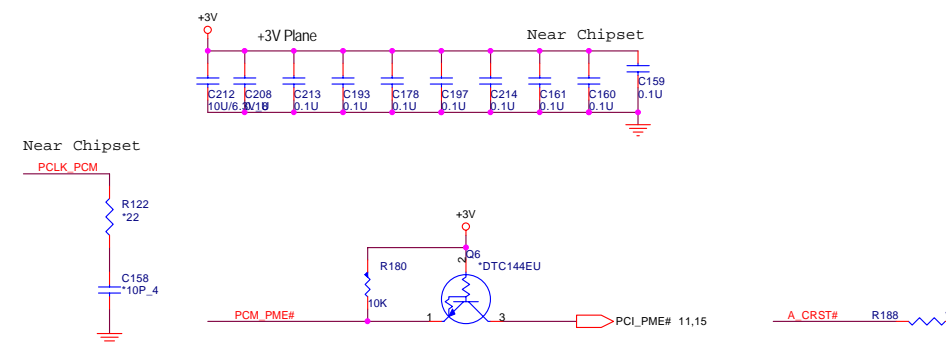 +3V
+3V Plane
Near Chipset
C212 C208 C213 C193 C178 C197 C214 C161 C160 C159
10U/6.3V_8 0.1U 0.1U 0.1U 0.1U 0.1U 0.1U 0.1U 0.1U 0.1U
Near Chipset
PCLK_PCM
R122
*22
C158
*10P_4
+3V
R180
10K
Q6
*DTC144EU
2
PCM_PME#
1
3
PCI_PME# 11,15
A_CRST#
R188